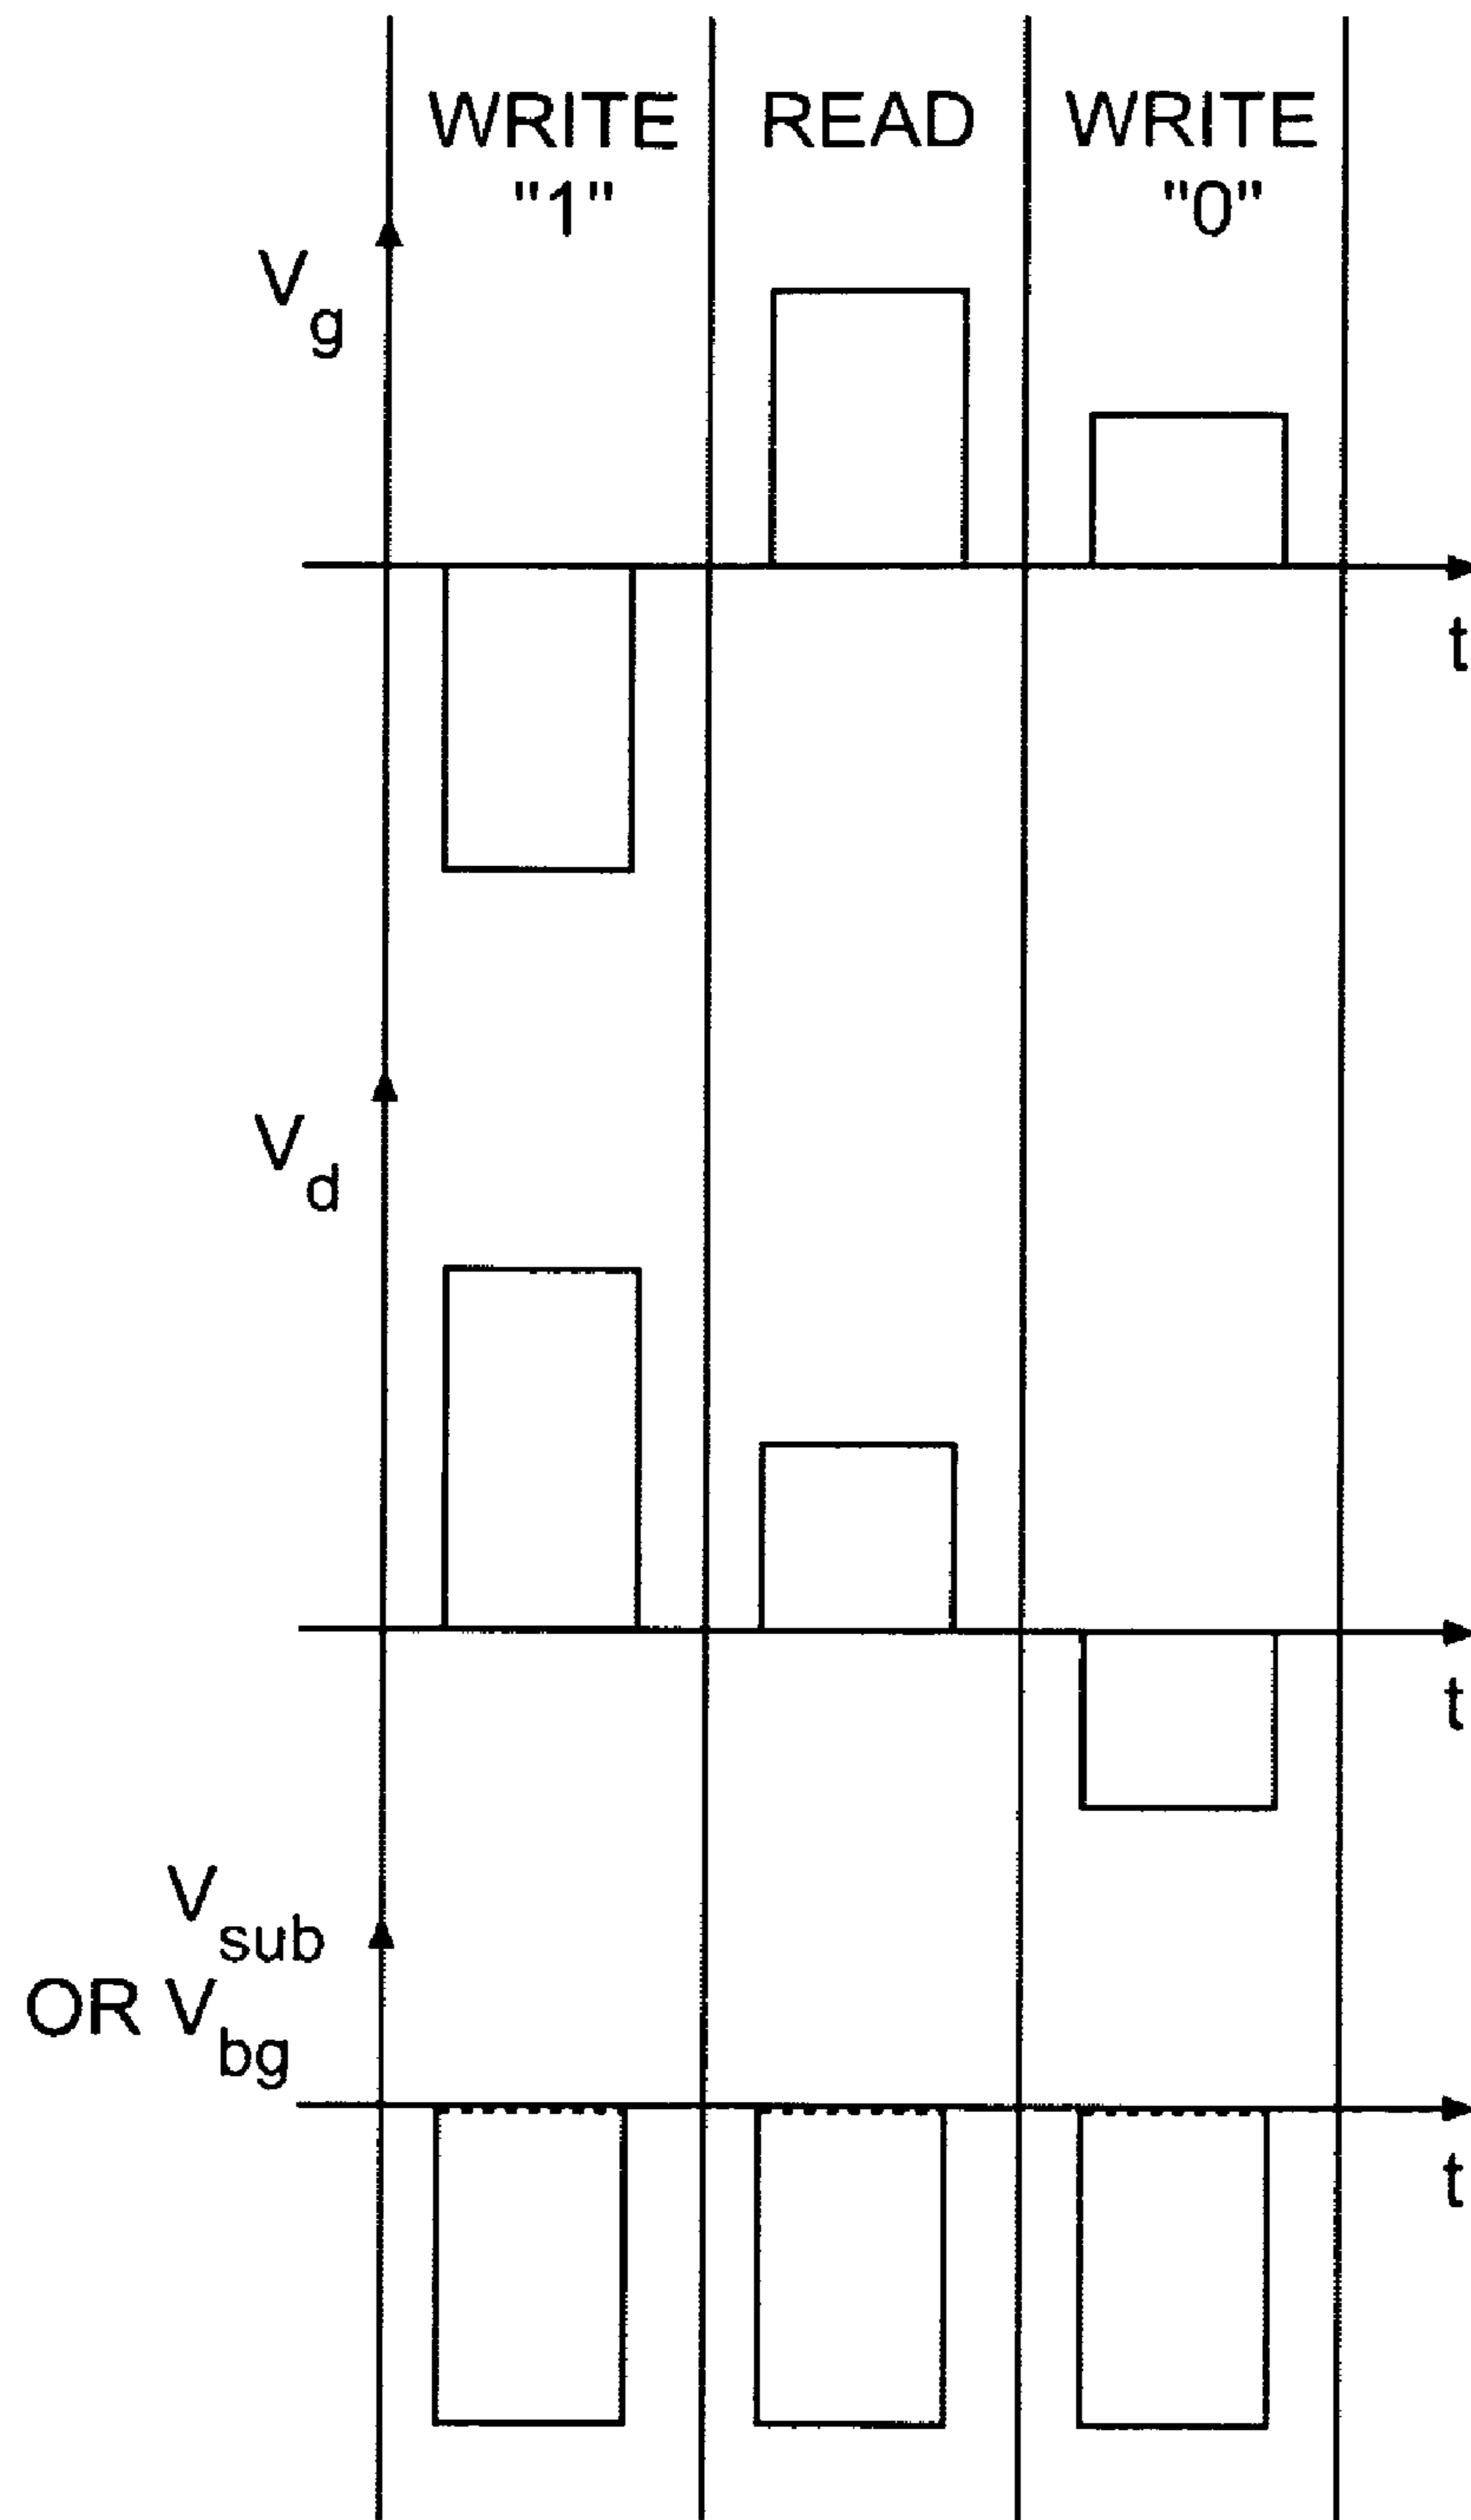 WRITE READ WRITE
"1" "0"
Vg
t
Vd
t
Vsub
OR Vbg
t